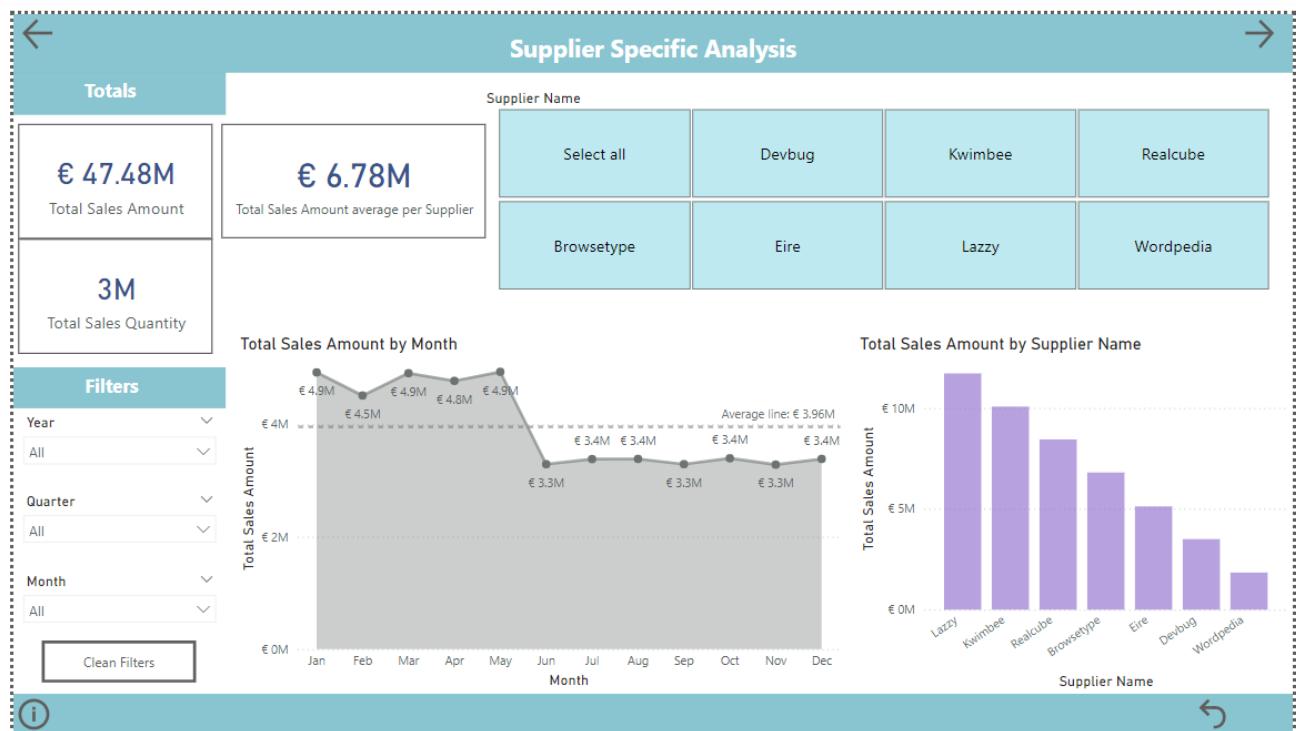 Supplier Specific Analysis
Totals
Supplier Name
€ 47.48M
Total Sales Amount
€ 6.78M
Total Sales Amount average per Supplier
Select all
Devbug
Kwimbee
Realcube
Browsetype
Eire
Lazzy
Wordpedia
3M
Total Sales Quantity
Filters
Year
All
Quarter
All
Month
All
Clean Filters
Total Sales Amount by Month
Total Sales Amount
€ 4M
€ 2M
€ 0M
€ 4.9M
€ 4.5M
€ 4.9M
€ 4.8M
€ 4.9M
€ 3.3M
€ 3.4M
€ 3.4M
€ 3.3M
€ 3.4M
€ 3.3M
€ 3.4M
Average line: € 3.96M
Jan
Feb
Mar
Apr
May
Jun
Jul
Aug
Sep
Oct
Nov
Dec
Month
Total Sales Amount by Supplier Name
Total Sales Amount
€ 10M
€ 5M
€ 0M
Lazzy
Kwimbee
Realcube
Browsetype
Eire
Devbug
Wordpedia
Supplier Name